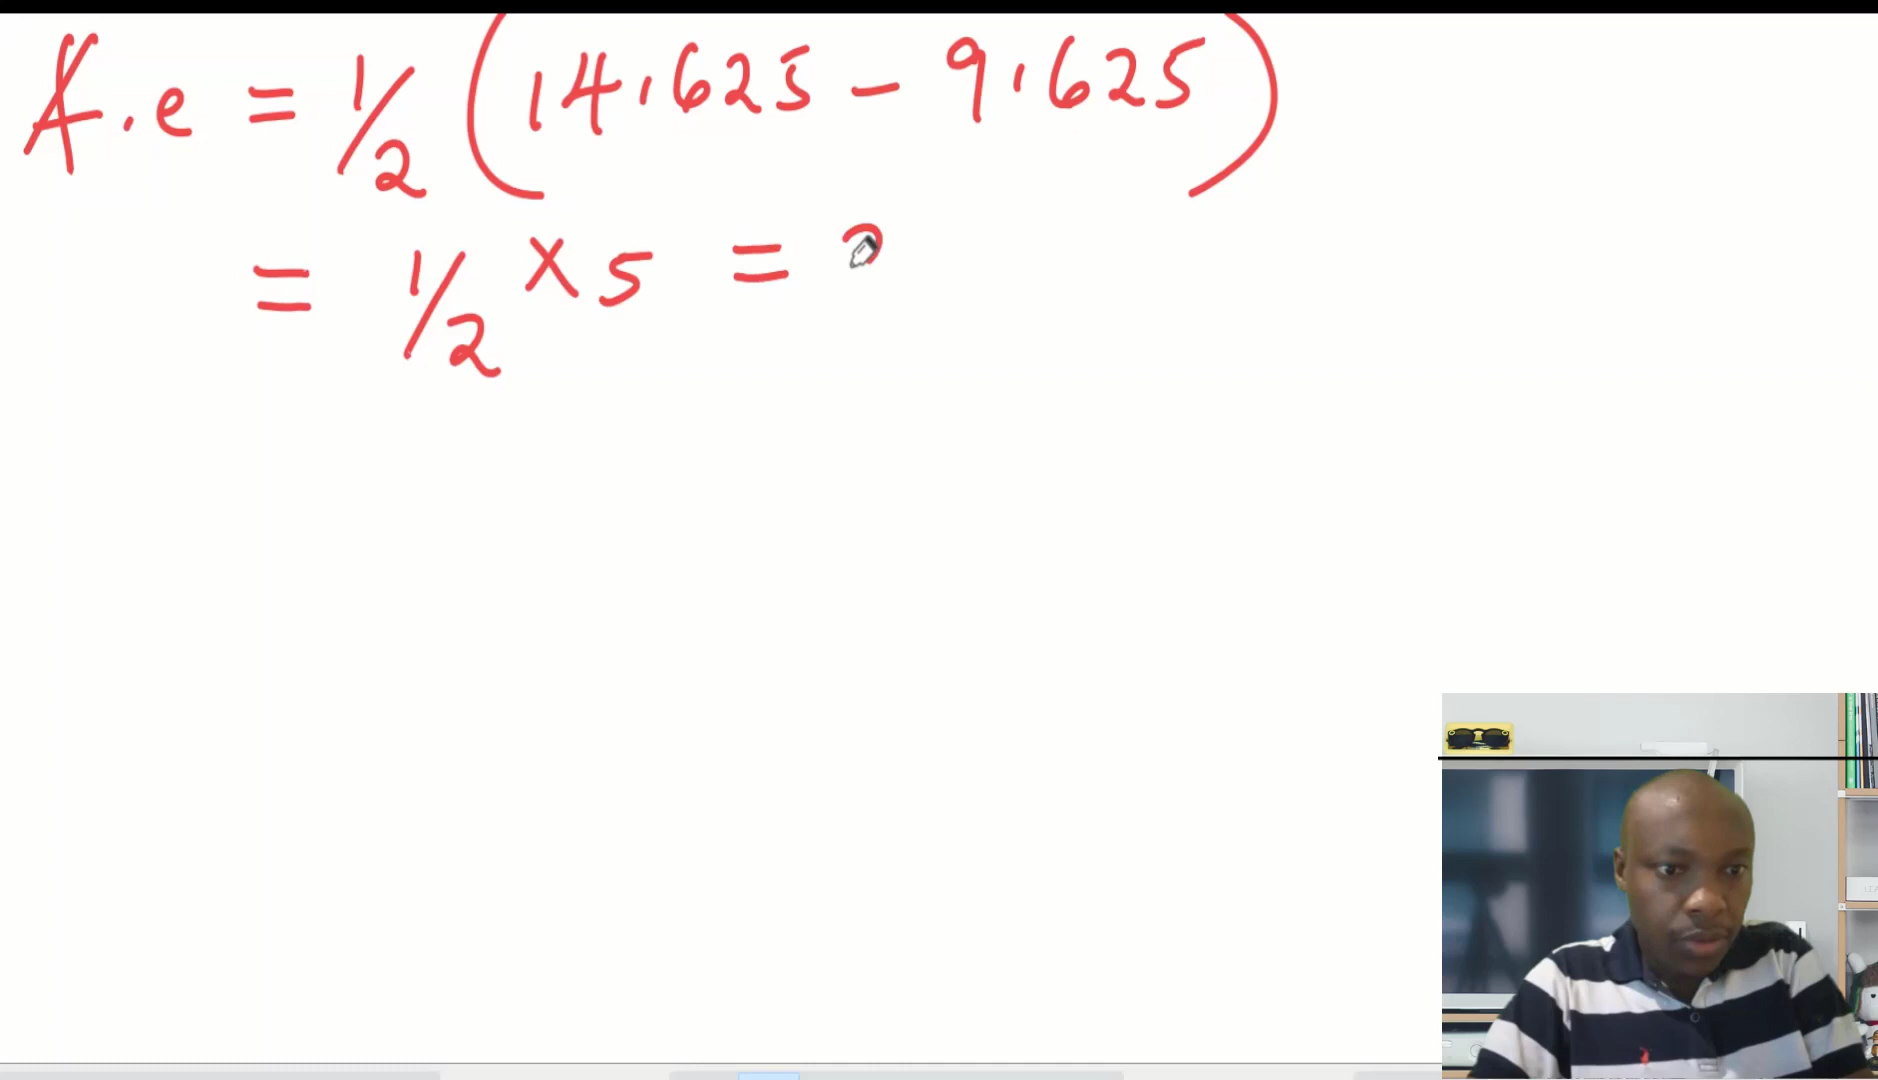 A.e = 1/2 (14.625 - 9.625)
= 1/2 × 5 =